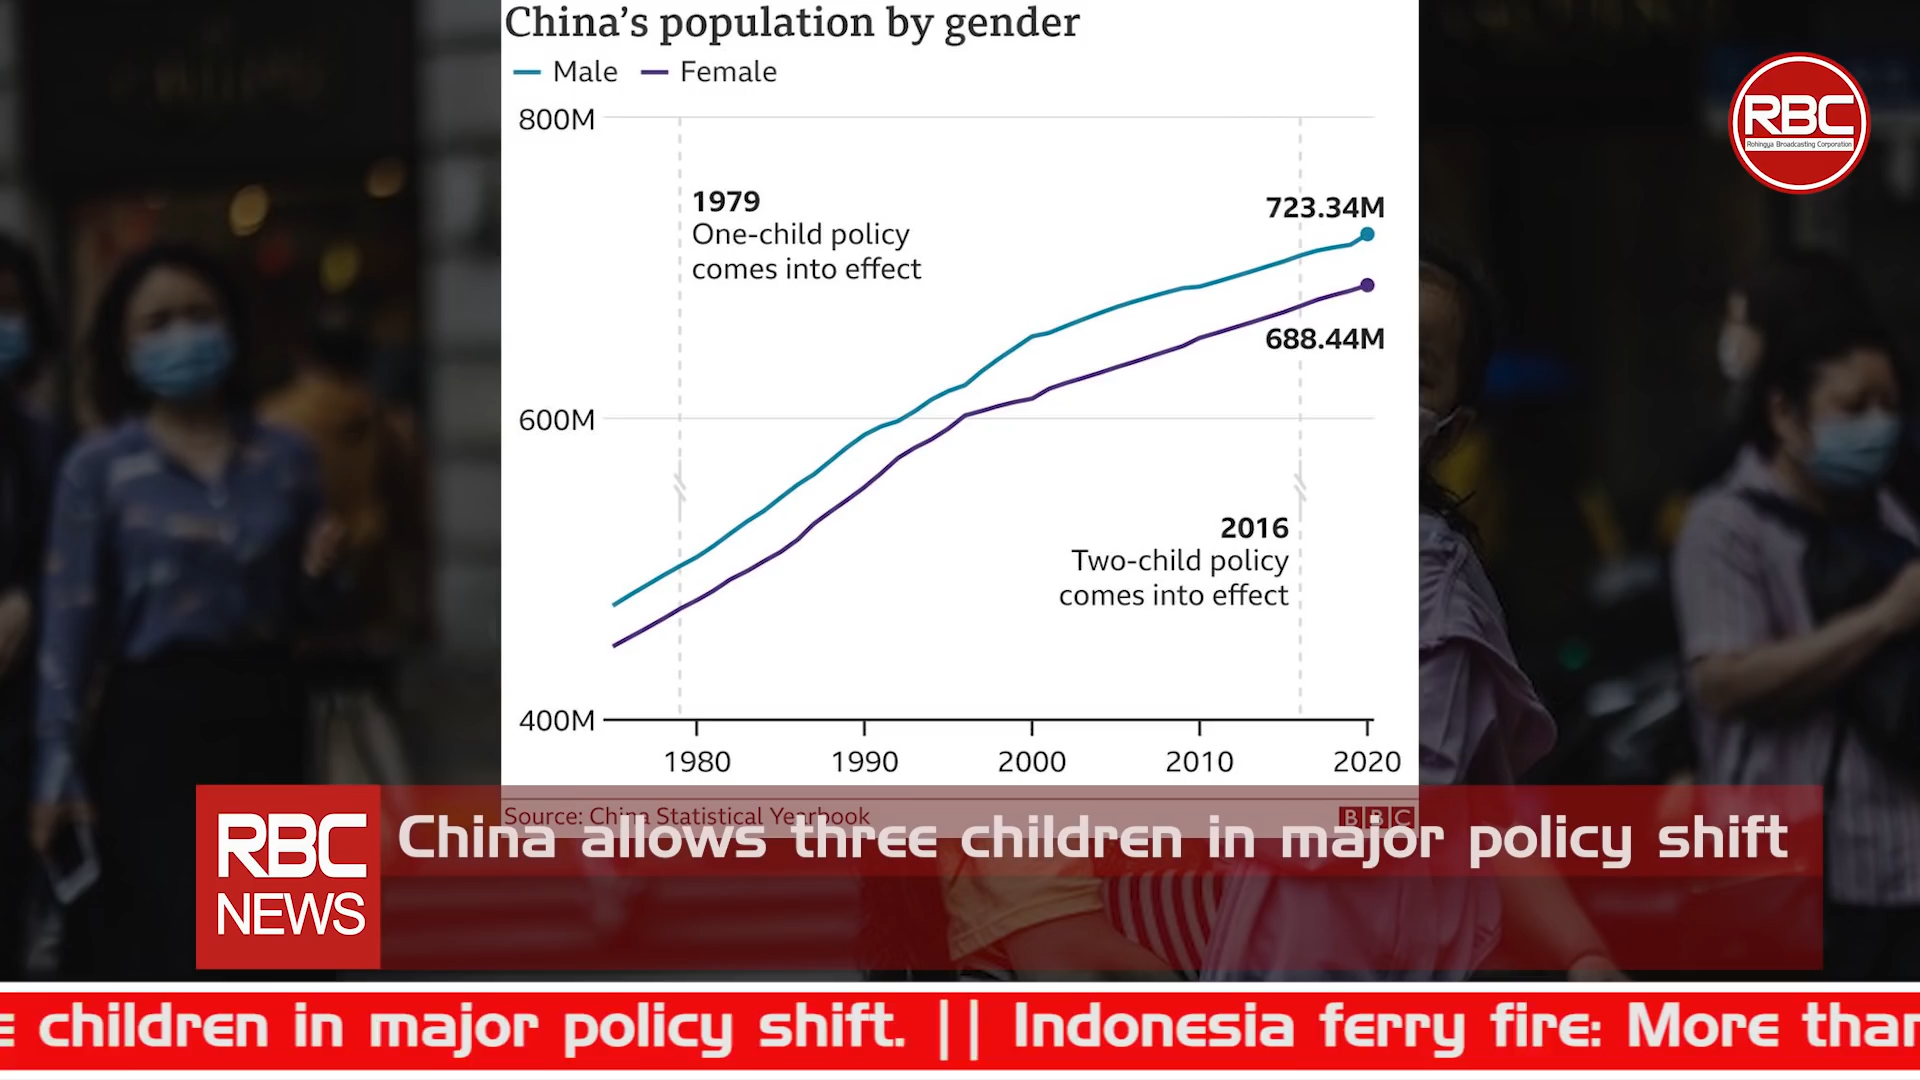 China's population by gender
Male Female
800M
RBC
Rohingya Broadcasting Corporation
1979
One-child policy
comes into effect
723.34M
688.44M
600M
2016
Two-child policy
comes into effect
400M
1980 1990 2000 2010 2020
Source: China Statistical Yearbook
BBC
RBC
NEWS
China allows three children in major policy shift
children in major policy shift. || Indonesia ferry fire: More